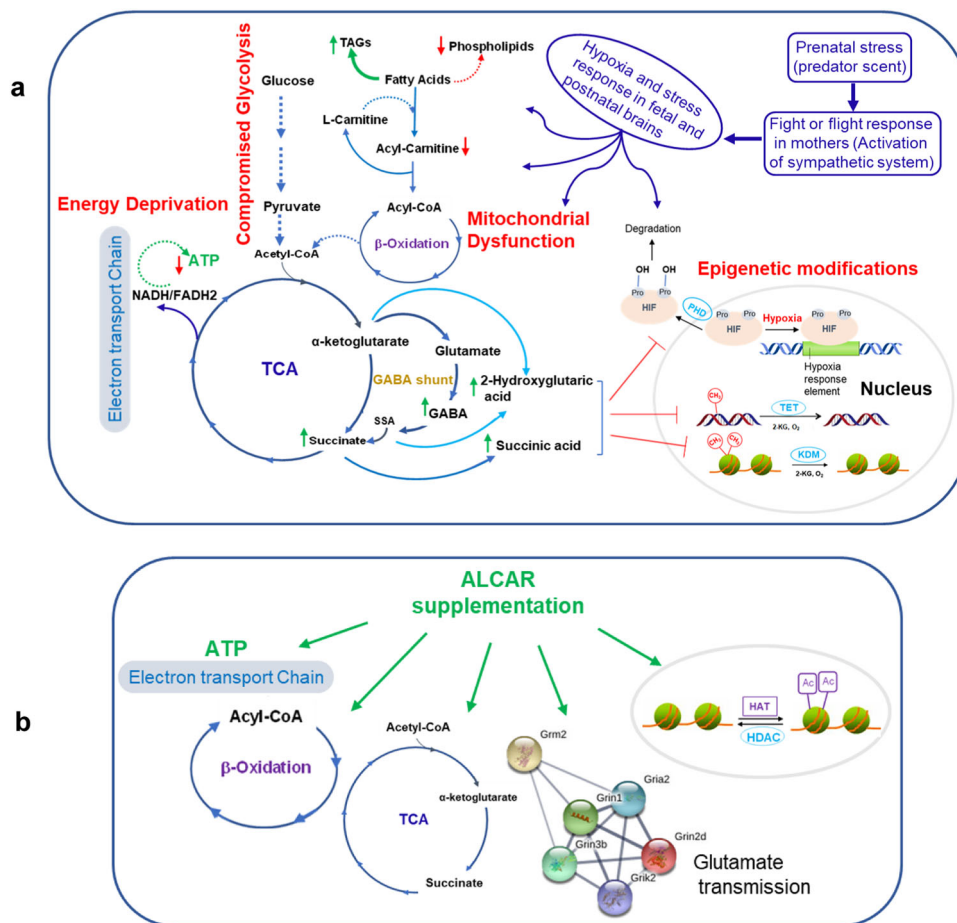 a
Compromised Glycolysis
TAGs
Phospholipids
Glucose
Fatty Acids
L-Carnitine
Acyl-Carnitine
Hypoxia and stress
response in fetal and
postnatal brains
Prenatal stress
(predator scent)
Fight or flight response
in mothers (Activation
of sympathetic system)
Energy Deprivation
Pyruvate
Acyl-CoA
β-Oxidation
Mitochondrial
Dysfunction
Acetyl-CoA
Electron transport Chain
ATP
NADH/FADH2
Degradation
OH OH
Pro Pro
HIF
Epigenetic modifications
PHD
Pro Pro
HIF
Hypoxia
Pro Pro
HIF
Hypoxia
response
element
Nucleus
TCA
α-ketoglutarate
Glutamate
GABA shunt
2-Hydroxyglutaric
acid
GABA
SSA
Succinate
Succinic acid
CH3
TET
2-KG, O2
CH3 CH3
KDM
2-KG, O2
b
ALCAR
supplementation
ATP
Electron transport Chain
Acyl-CoA
β-Oxidation
Acetyl-CoA
α-ketoglutarate
TCA
Succinate
Grm2
Gria2
Grin1
Grin2d
Grin3b
Grik2
Glutamate
transmission
Ac Ac
HAT
HDAC